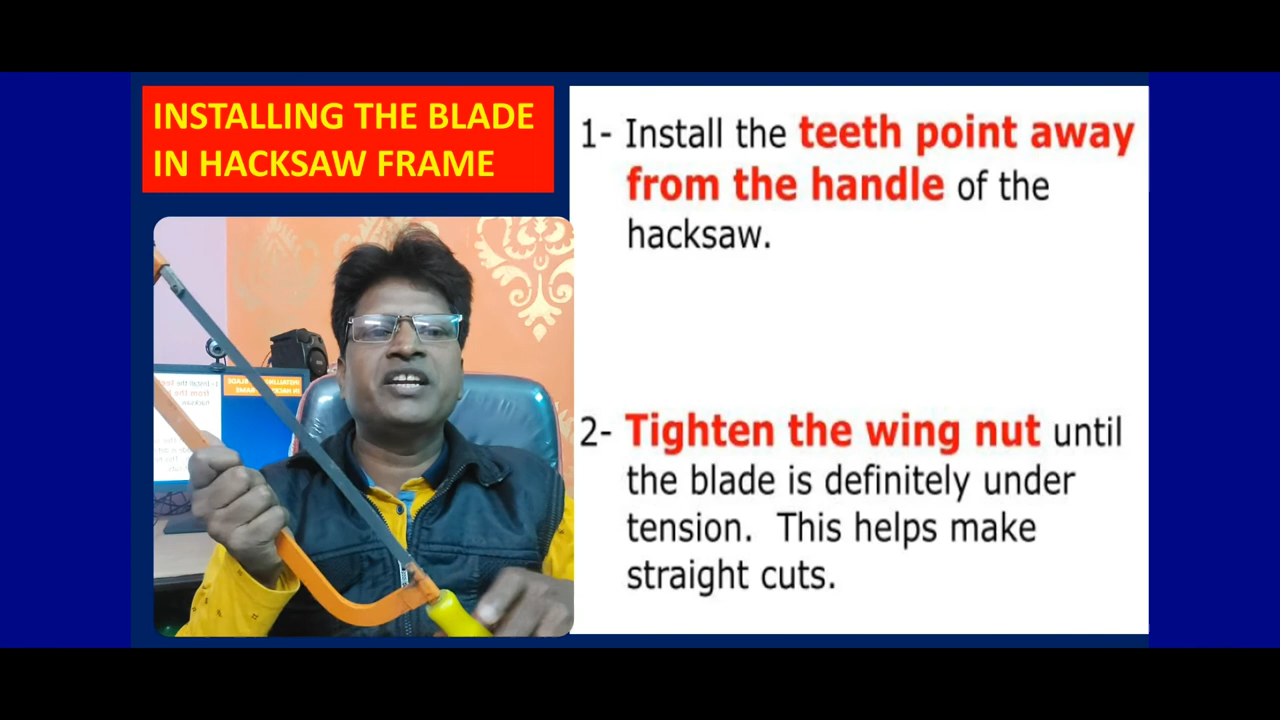 INSTALLING THE BLADE
IN HACKSAW FRAME
1- Install the teeth point away
from the handle of the
hacksaw.
2- Tighten the wing nut until
the blade is definitely under
tension. This helps make
straight cuts.